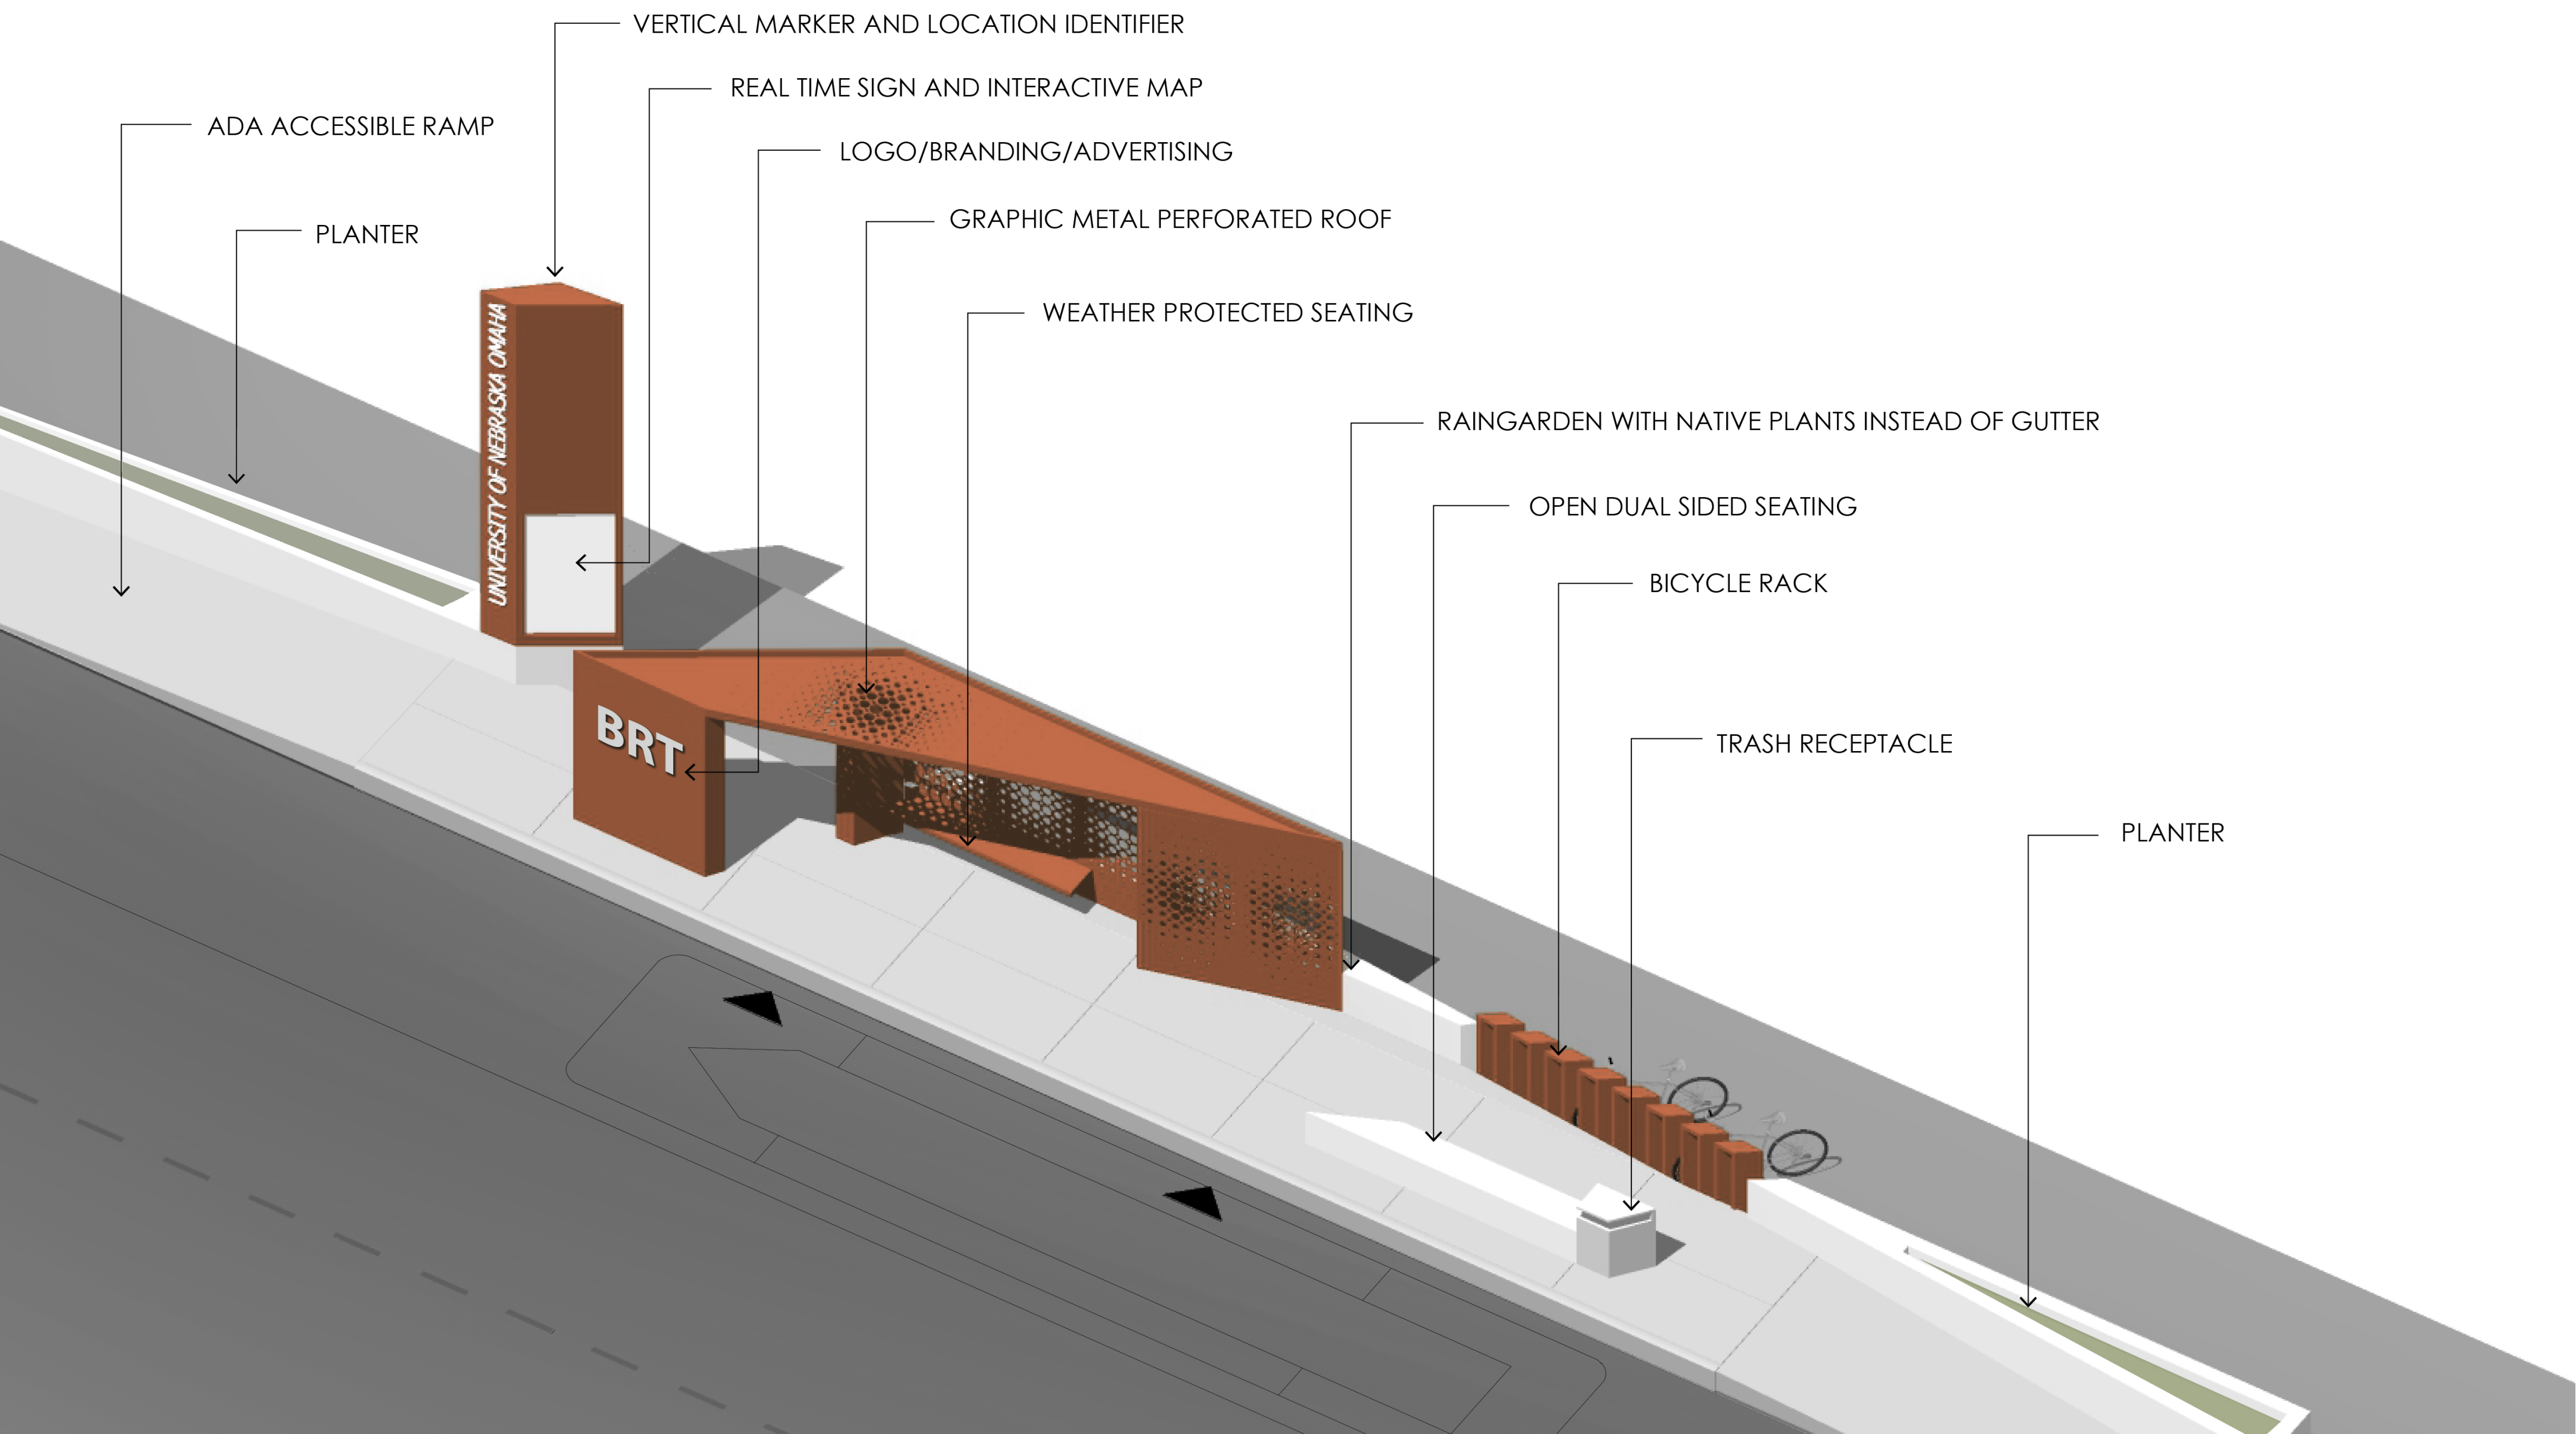 VERTICAL MARKER AND LOCATION IDENTIFIER
REAL TIME SIGN AND INTERACTIVE MAP
ADA ACCESSIBLE RAMP
LOGO/BRANDING/ADVERTISING
GRAPHIC METAL PERFORATED ROOF
PLANTER
WEATHER PROTECTED SEATING
UNIVERSITY OF NEBRASKA OMAHA
RAINGARDEN WITH NATIVE PLANTS INSTEAD OF GUTTER
OPEN DUAL SIDED SEATING
BICYCLE RACK
BRT
TRASH RECEPTACLE
PLANTER